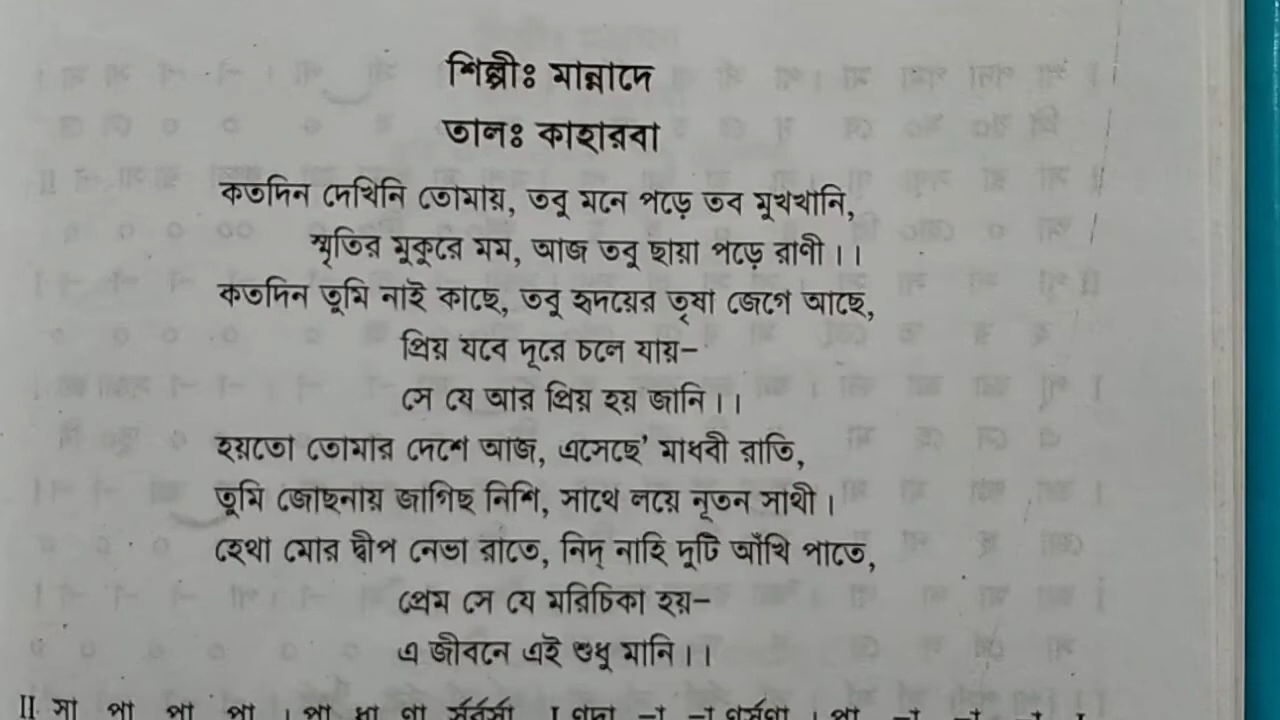 শিল্পীঃ মান্নাদে
তালঃ কাহারবা
কতদিন দেখিনি তোমায়, তবু মনে পড়ে তব মুখখানি,
স্মৃতির মুকুরে মম, আজ তবু ছায়া পড়ে রাণী।।
কতদিন তুমি নাই কাছে, তবু হৃদয়ের তৃষা জেগে আছে,
প্রিয় যবে দূরে চলে যায়-
সে যে আর প্রিয় হয় জানি।।
হয়তো তোমার দেশে আজ, এসেছে' মাধবী রাতি,
তুমি জোছনায় জাগিছ নিশি, সাথে লয়ে নূতন সাথী।
হেথা মোর দ্বীপ নেভা রাতে, নিদ্ নাহি দুটি আঁখি পাতে,
প্রেম সে যে মরিচিকা হয়-
এ জীবনে এই শুধু মানি।।
II সা পা পা পা । পা ধা